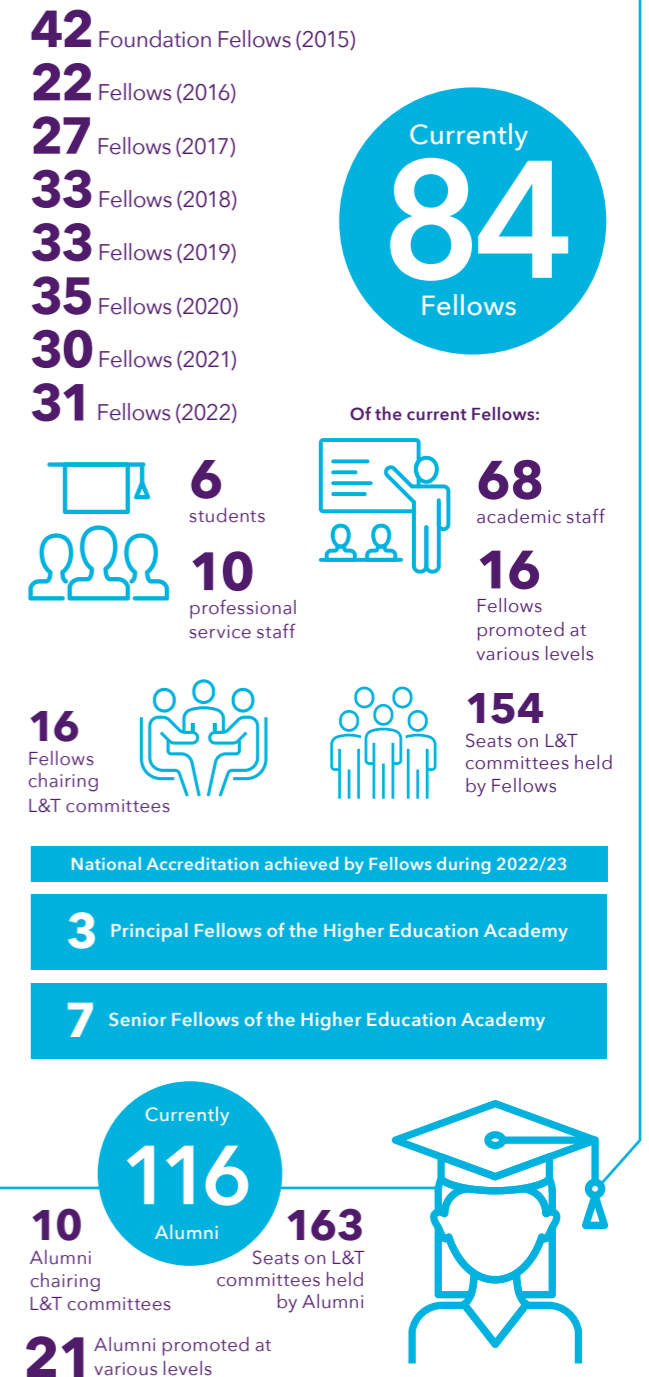 42 Foundation Fellows (2015)
22 Fellows (2016)
27 Fellows (2017)
33 Fellows (2018)
33 Fellows (2019)
35 Fellows (2020)
30 Fellows (2021)
31 Fellows (2022)
Currently
84
Fellows
Of the current Fellows:
6
students
10
professional
service staff
68
academic staff
16
Fellows
promoted at
various levels
16
Fellows
chairing
L&T committees
154
Seats on L&T
committees held
by Fellows
National Accreditation achieved by Fellows during 2022/23
3 Principal Fellows of the Higher Education Academy
7 Senior Fellows of the Higher Education Academy
Currently
116
Alumni
10
Alumni
chairing
L&T committees
163
Seats on L&T
committees held
by Alumni
21 Alumni promoted at
various levels